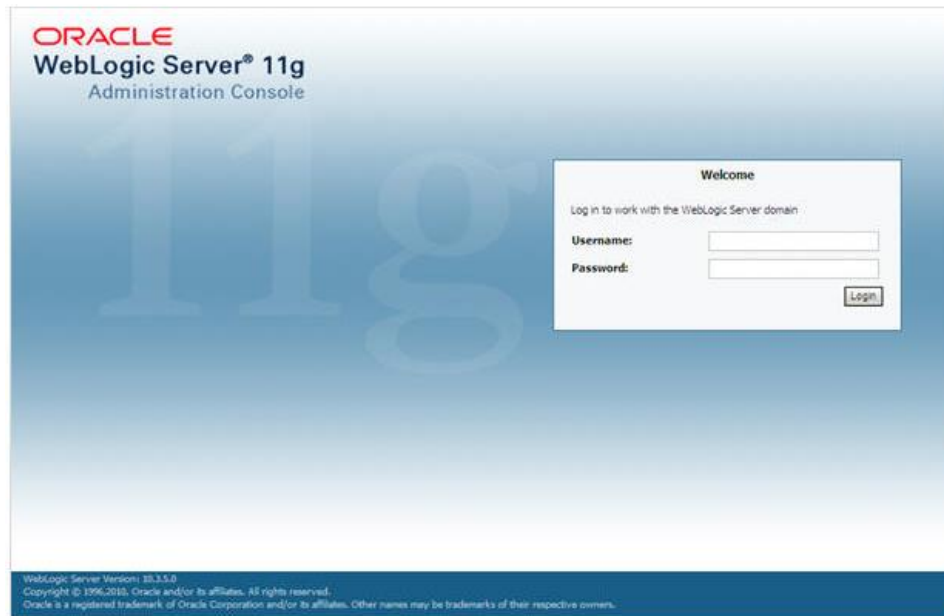 ORACLE
WebLogic Server® 11g
Administration Console
11g
Welcome
Log in to work with the WebLogic Server domain
Username:
Password:
Login
WebLogic Server Version: 10.3.5.0
Copyright © 1996,2010, Oracle and/or its affiliates. All rights reserved.
Oracle is a registered trademark of Oracle Corporation and/or its affiliates. Other names may be trademarks of their respective owners.